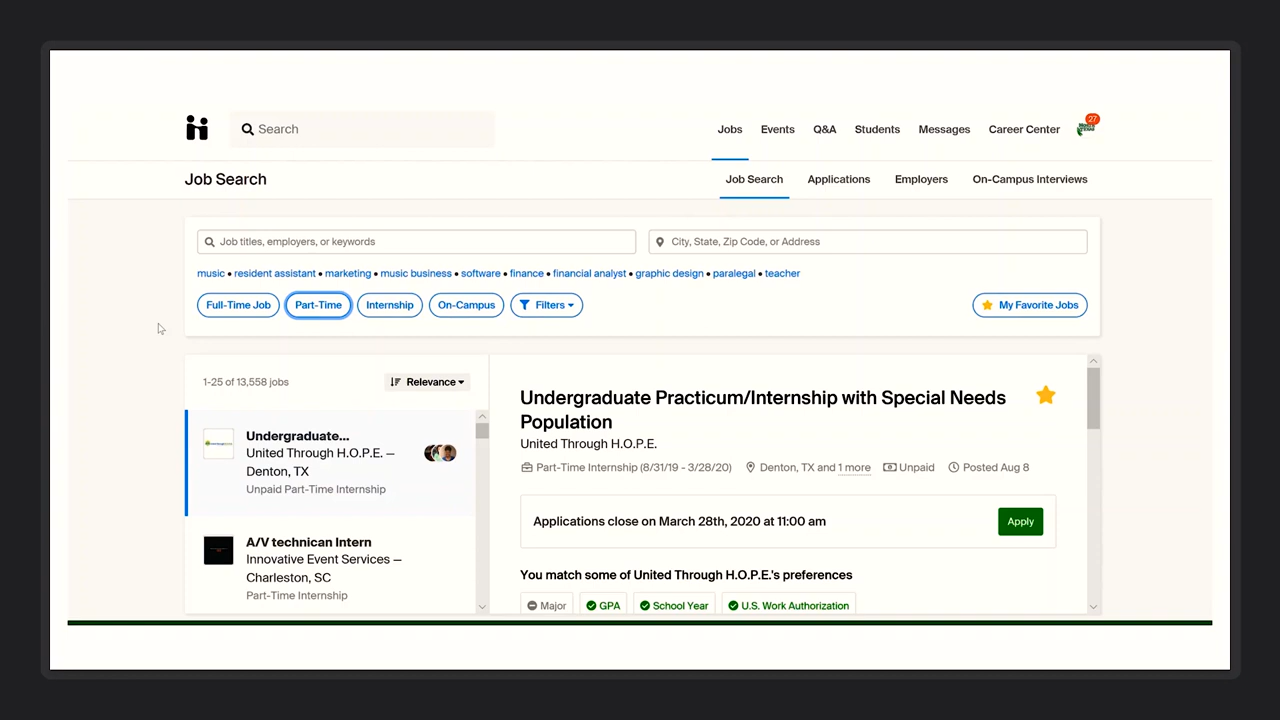 Search
Jobs
Events
Q&A
Students
Messages
Career Center
27
Job Search
Job Search
Applications
Employers
On-Campus Interviews
Job titles, employers, or keywords
City, State, Zip Code, or Address
music • resident assistant • marketing • music business • software • finance • financial analyst • graphic design • paralegal • teacher
Full-Time Job
Part-Time
Internship
On-Campus
Filters
My Favorite Jobs
1-25 of 13,558 jobs
Relevance
Undergraduate...
United Through H.O.P.E. —
Denton, TX
Unpaid Part-Time Internship
A/V technican Intern
Innovative Event Services —
Charleston, SC
Part-Time Internship
Undergraduate Practicum/Internship with Special Needs
Population
United Through H.O.P.E.
Part-Time Internship (8/31/19 - 3/28/20)
Denton, TX and 1 more
Unpaid
Posted Aug 8
Applications close on March 28th, 2020 at 11:00 am
Apply
You match some of United Through H.O.P.E.'s preferences
Major
GPA
School Year
U.S. Work Authorization